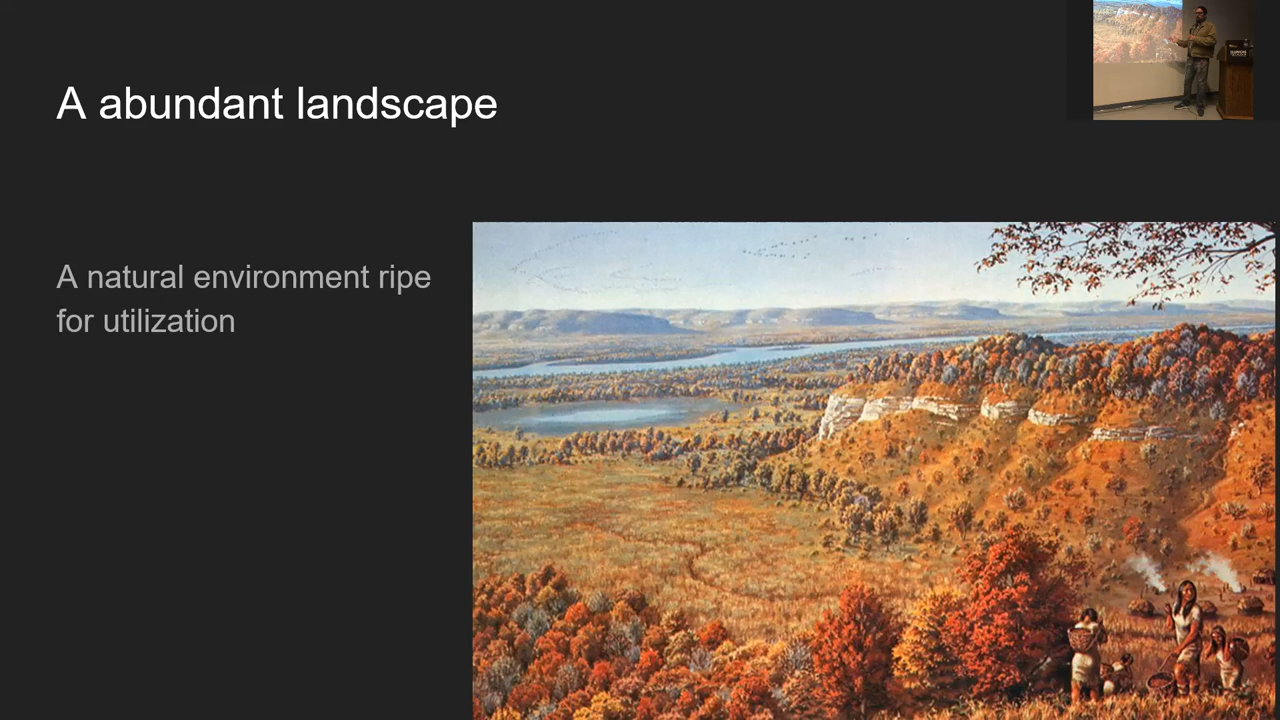 A abundant landscape
A natural environment ripe
for utilization